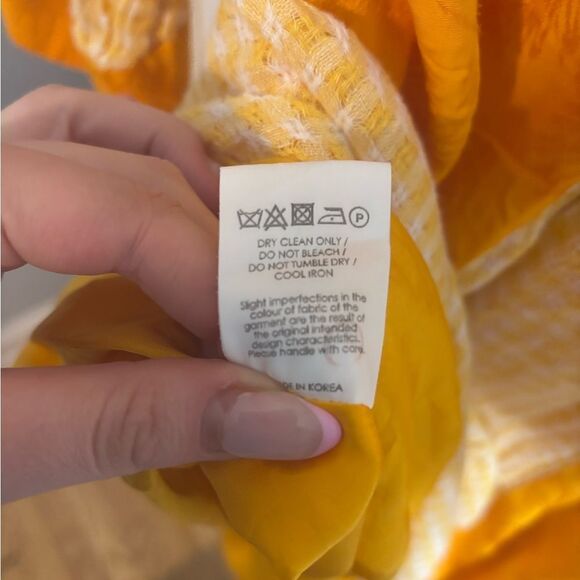 P
DRY CLEAN ONLY /
DO NOT BLEACH /
DO NOT TUMBLE DRY /
COOL IRON
Slight imperfections in the
colour of fabric of the
garment are the result of
the original intended
design characteristics.
Please handle with care.
IN KOREA